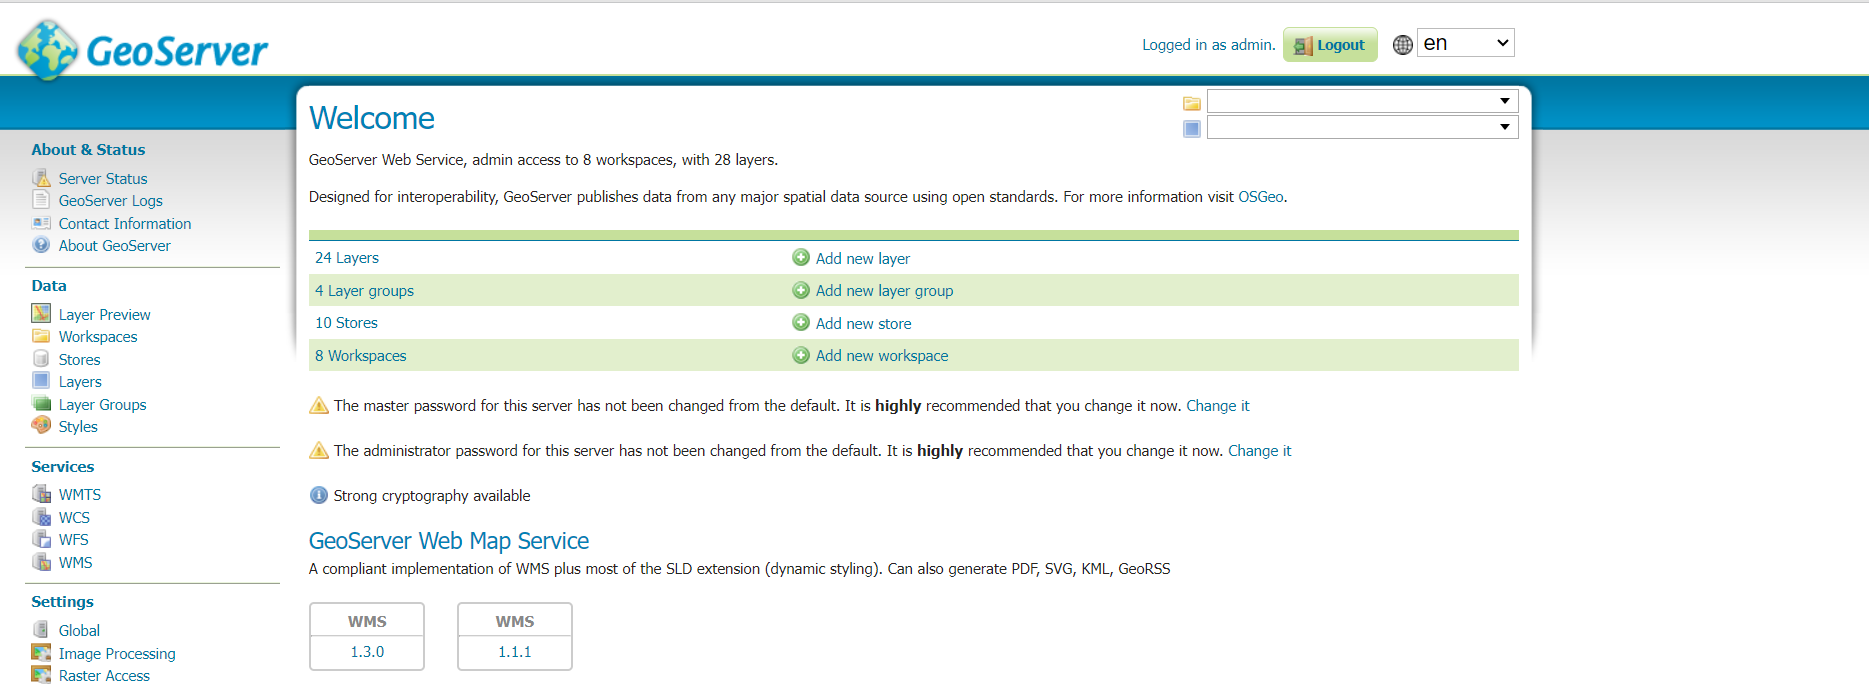 GeoServer
Logged in as admin.
Logout
en
Welcome
GeoServer Web Service, admin access to 8 workspaces, with 28 layers.
Designed for interoperability, GeoServer publishes data from any major spatial data source using open standards. For more information visit OSGeo.
24 Layers
Add new layer
4 Layer groups
Add new layer group
10 Stores
Add new store
8 Workspaces
Add new workspace
The master password for this server has not been changed from the default. It is highly recommended that you change it now. Change it
The administrator password for this server has not been changed from the default. It is highly recommended that you change it now. Change it
Strong cryptography available
GeoServer Web Map Service
A compliant implementation of WMS plus most of the SLD extension (dynamic styling). Can also generate PDF, SVG, KML, GeoRSS
WMS
1.3.0
WMS
1.1.1
About & Status
Server Status
GeoServer Logs
Contact Information
About GeoServer
Data
Layer Preview
Workspaces
Stores
Layers
Layer Groups
Styles
Services
WMTS
WCS
WFS
WMS
Settings
Global
Image Processing
Raster Access